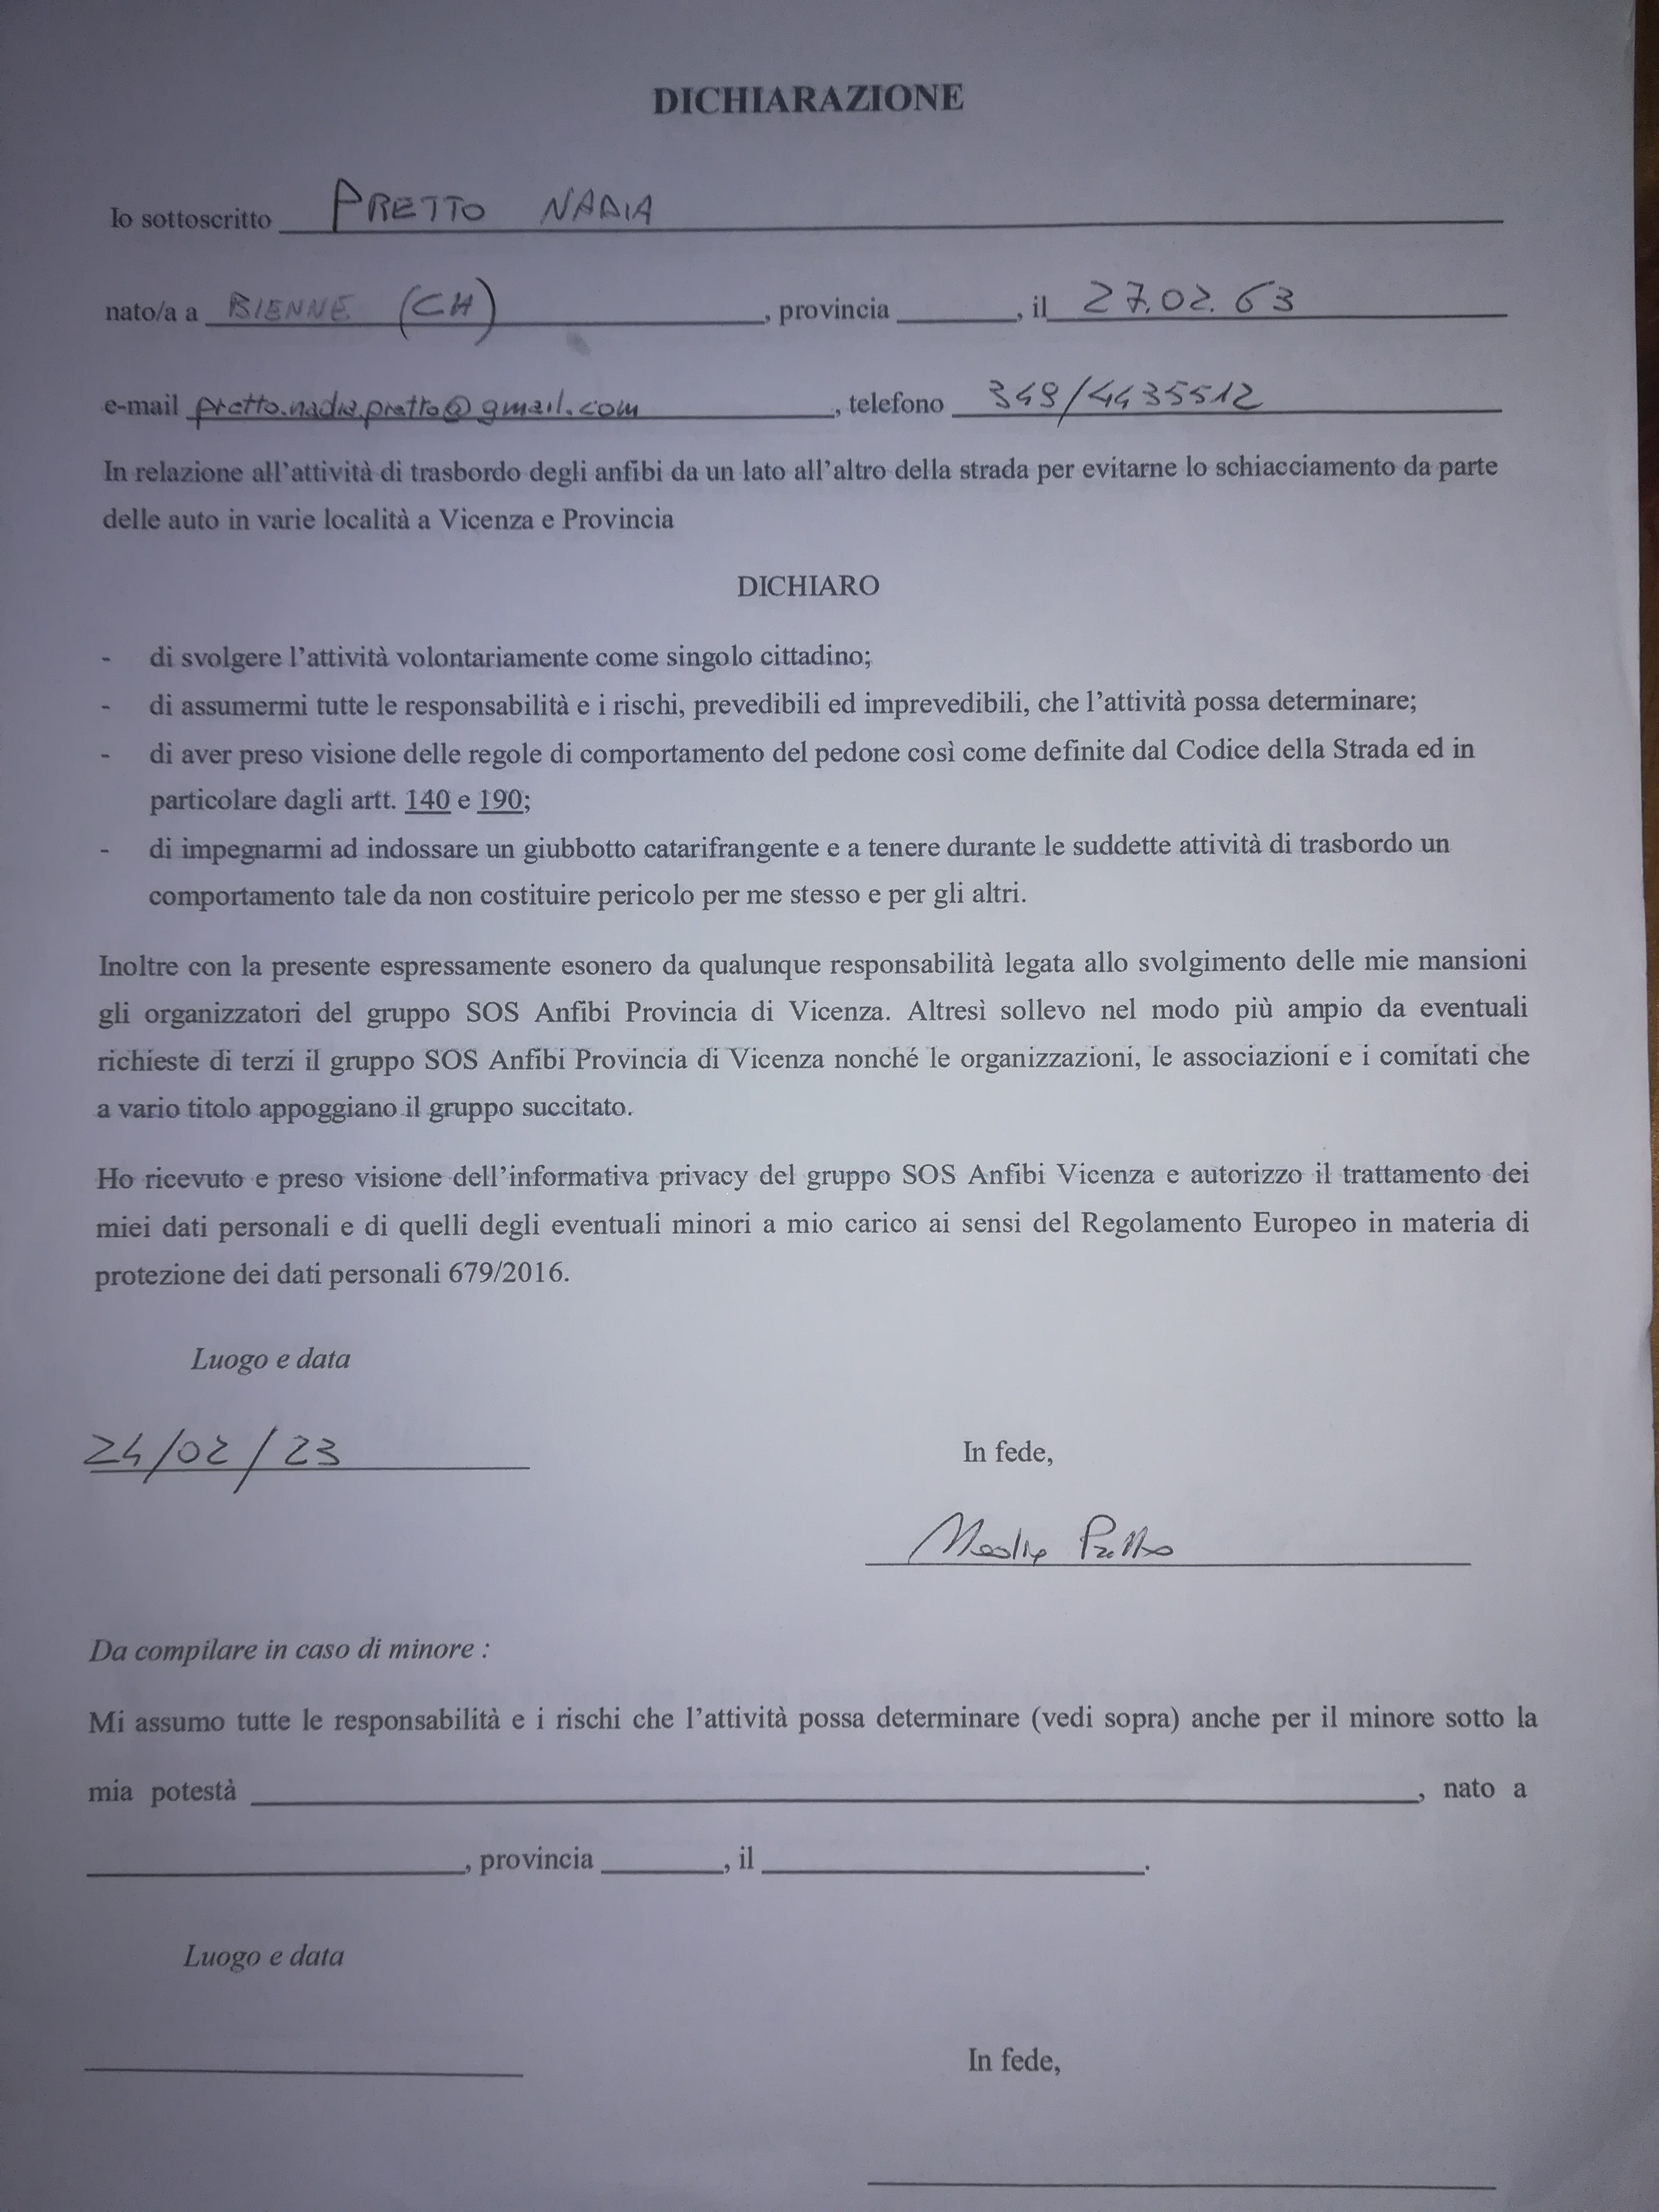 DICHIARAZIONE
Io sottoscritto PRETTO NADIA
nato/a a BIENNE (CH), provincia , il 27.02.63
e-mail pretto.nadia.pretto@gmail.com, telefono 349/4435512
In relazione all'attività di trasbordo degli anfibi da un lato all'altro della strada per evitarne lo schiacciamento da parte
delle auto in varie località a Vicenza e Provincia
DICHIARO
- di svolgere l'attività volontariamente come singolo cittadino;
- di assumermi tutte le responsabilità e i rischi, prevedibili ed imprevedibili, che l'attività possa determinare;
- di aver preso visione delle regole di comportamento del pedone così come definite dal Codice della Strada ed in
particolare dagli artt. 140 e 190;
- di impegnarmi ad indossare un giubbotto catarifrangente e a tenere durante le suddette attività di trasbordo un
comportamento tale da non costituire pericolo per me stesso e per gli altri.
Inoltre con la presente espressamente esonero da qualunque responsabilità legata allo svolgimento delle mie mansioni
gli organizzatori del gruppo SOS Anfibi Provincia di Vicenza. Altresì sollevo nel modo più ampio da eventuali
richieste di terzi il gruppo SOS Anfibi Provincia di Vicenza nonché le organizzazioni, le associazioni e i comitati che
a vario titolo appoggiano il gruppo succitato.
Ho ricevuto e preso visione dell'informativa privacy del gruppo SOS Anfibi Vicenza e autorizzo il trattamento dei
miei dati personali e di quelli degli eventuali minori a mio carico ai sensi del Regolamento Europeo in materia di
protezione dei dati personali 679/2016.
Luogo e data
24/02/23
In fede,
Nadia Pretto
Da compilare in caso di minore :
Mi assumo tutte le responsabilità e i rischi che l'attività possa determinare (vedi sopra) anche per il minore sotto la
mia potestà , nato a
, provincia , il .
Luogo e data
In fede,